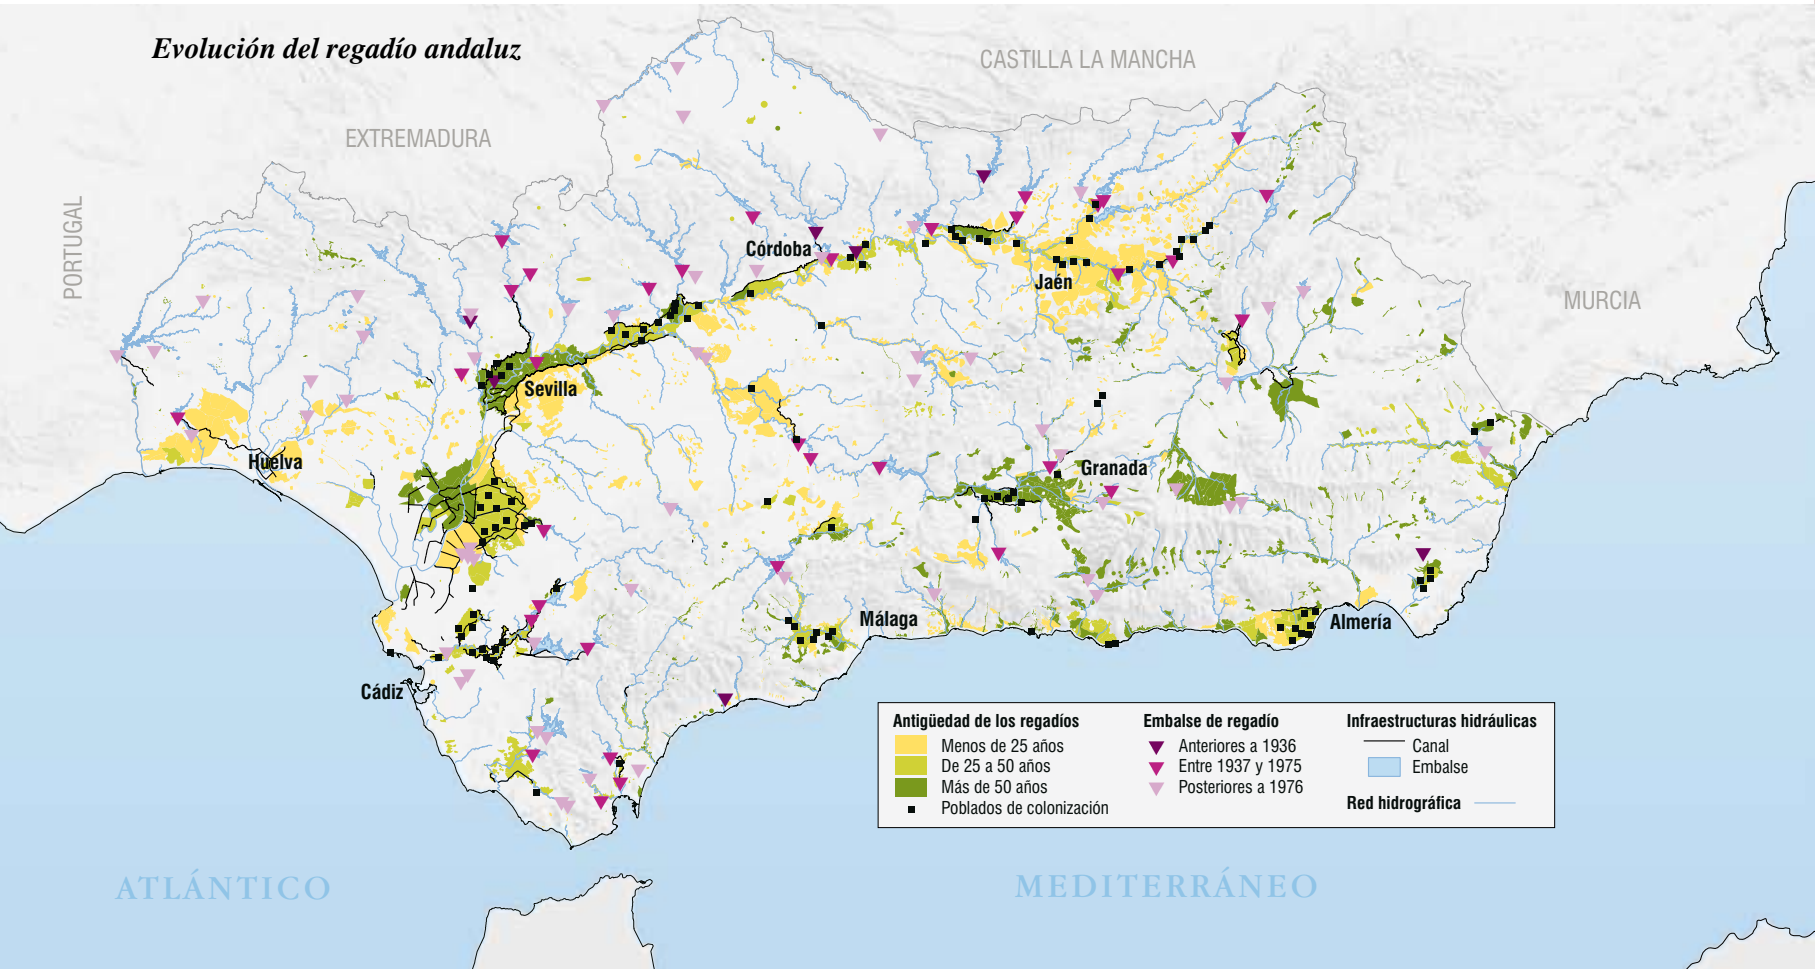 Evolución del regadío andaluz
CASTILLA LA MANCHA
EXTREMADURA
PORTUGAL
MURCIA
Córdoba
Jaén
Sevilla
Huelva
Granada
Málaga
Almería
Cádiz
Antigüedad de los regadíos
Menos de 25 años
De 25 a 50 años
Más de 50 años
Poblados de colonización
Embalse de regadío
Anteriores a 1936
Entre 1937 y 1975
Posteriores a 1976
Infraestructuras hidráulicas
Canal
Embalse
Red hidrográfica
ATLÁNTICO
MEDITERRÁNEO